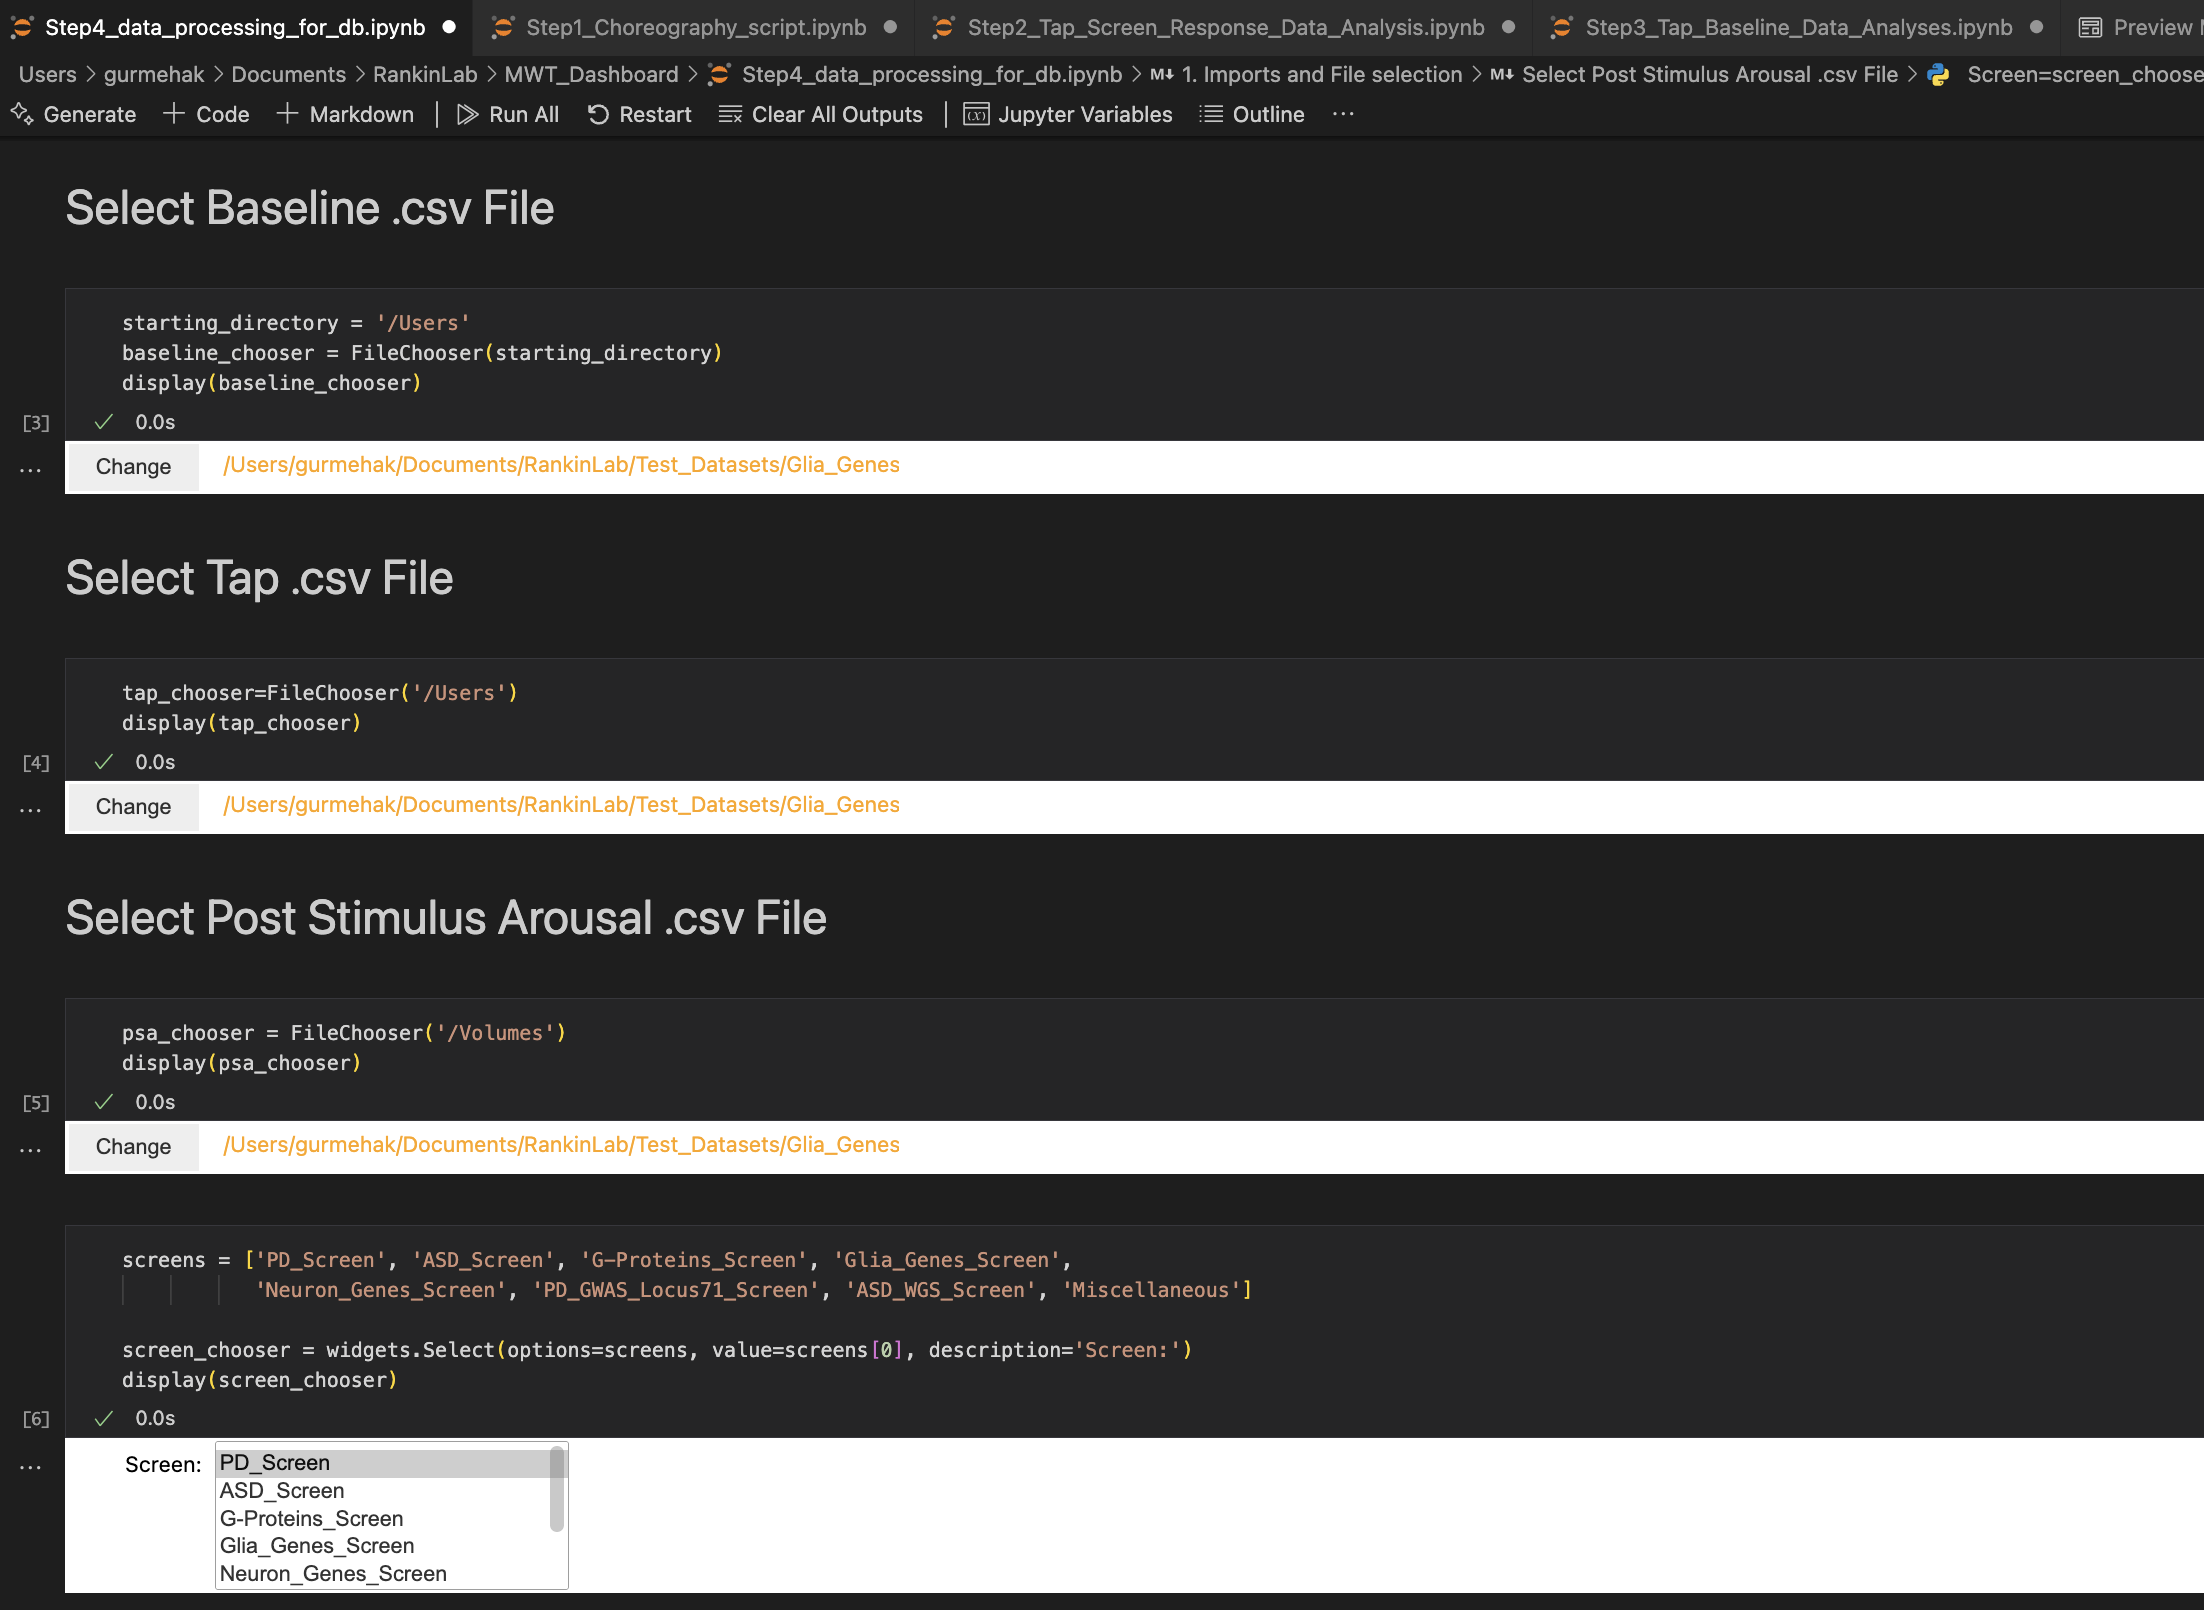 Step4_data_processing_for_db.ipynb Step1_Choreography_script.ipynb Step2_Tap_Screen_Response_Data_Analysis.ipynb Step3_Tap_Baseline_Data_Analyses.ipynb Preview
Users > gurmehak > Documents > RankinLab > MWT_Dashboard > Step4_data_processing_for_db.ipynb > M↓ 1. Imports and File selection > M↓ Select Post Stimulus Arousal .csv File > Screen=screen_choose
Generate + Code + Markdown | Run All Restart Clear All Outputs | Jupyter Variables Outline ...
Select Baseline .csv File
starting_directory = '/Users'
baseline_chooser = FileChooser(starting_directory)
display(baseline_chooser)
[3] ✓ 0.0s
... Change /Users/gurmehak/Documents/RankinLab/Test_Datasets/Glia_Genes
Select Tap .csv File
tap_chooser=FileChooser('/Users')
display(tap_chooser)
[4] ✓ 0.0s
... Change /Users/gurmehak/Documents/RankinLab/Test_Datasets/Glia_Genes
Select Post Stimulus Arousal .csv File
psa_chooser = FileChooser('/Volumes')
display(psa_chooser)
[5] ✓ 0.0s
... Change /Users/gurmehak/Documents/RankinLab/Test_Datasets/Glia_Genes
screens = ['PD_Screen', 'ASD_Screen', 'G-Proteins_Screen', 'Glia_Genes_Screen',
'Neuron_Genes_Screen', 'PD_GWAS_Locus71_Screen', 'ASD_WGS_Screen', 'Miscellaneous']
screen_chooser = widgets.Select(options=screens, value=screens[0], description='Screen:')
display(screen_chooser)
[6] ✓ 0.0s
... Screen: PD_Screen
ASD_Screen
G-Proteins_Screen
Glia_Genes_Screen
Neuron_Genes_Screen